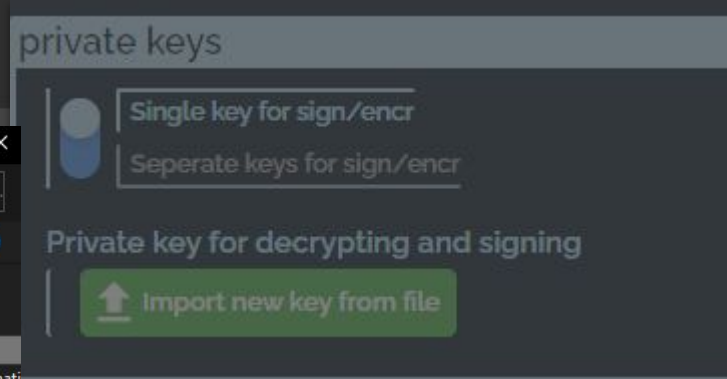 private keys
Single key for sign/encr
Seperate keys for sign/encr
Private key for decrypting and signing
Import new key from file